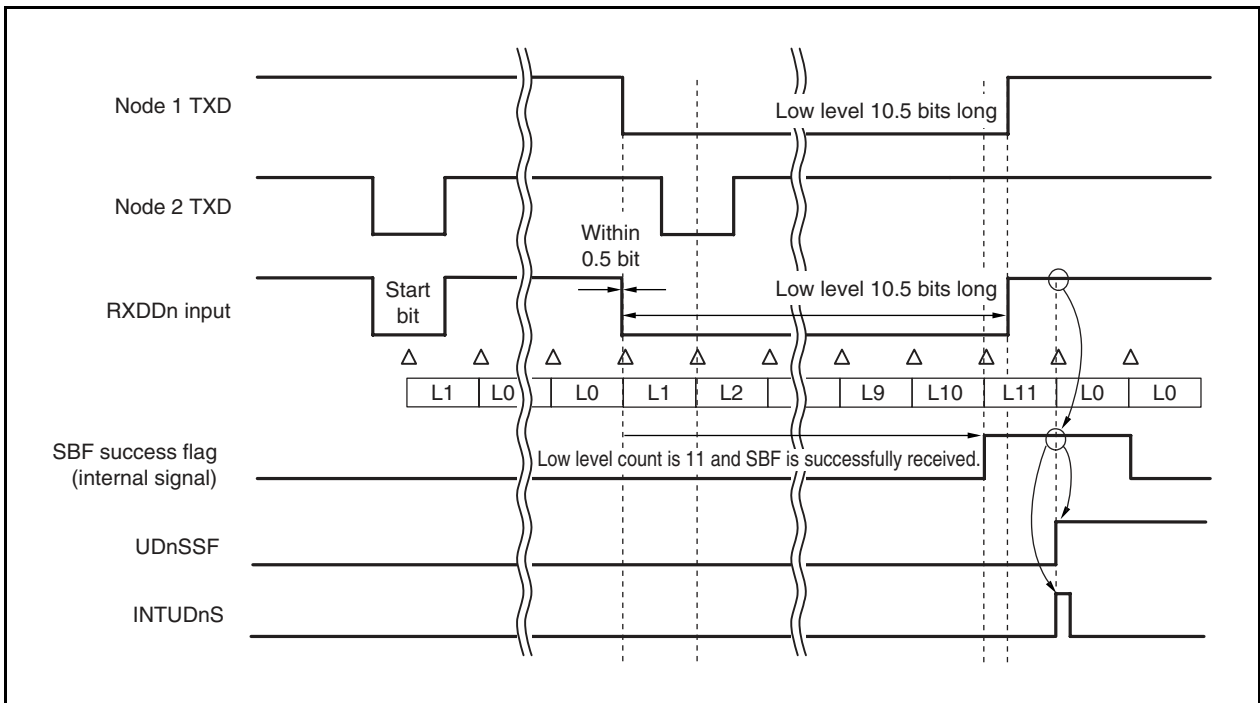 Node 1 TXD
Low level 10.5 bits long
Node 2 TXD
Within
0.5 bit
RXDDn input
Start
bit
Low level 10.5 bits long
L1 L0 L0 L1 L2 L9 L10 L11 L0 L0
SBF success flag
(internal signal)
Low level count is 11 and SBF is successfully received.
UDnSSF
INTUDnS